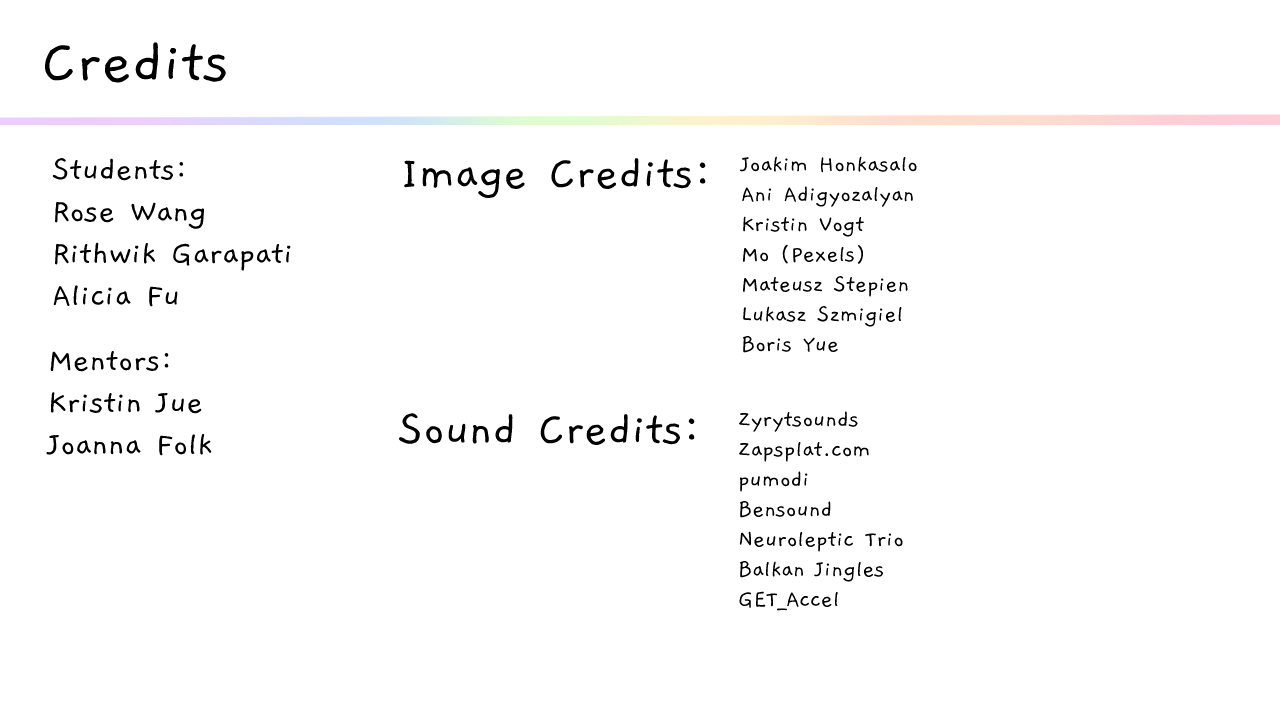 Credits
Students:
Rose Wang
Rithwik Garapati
Alicia Fu
Mentors:
Kristin Jue
Joanna Folk
Image Credits:
Joakim Honkasalo
Ani Adigyozalyan
Kristin Vogt
Mo (Pexels)
Mateusz Stepien
Lukasz Szmigiel
Boris Yue
Sound Credits:
Zyrytsounds
Zapsplat.com
pumodi
Bensound
Neuroleptic Trio
Balkan Jingles
GET_Accel